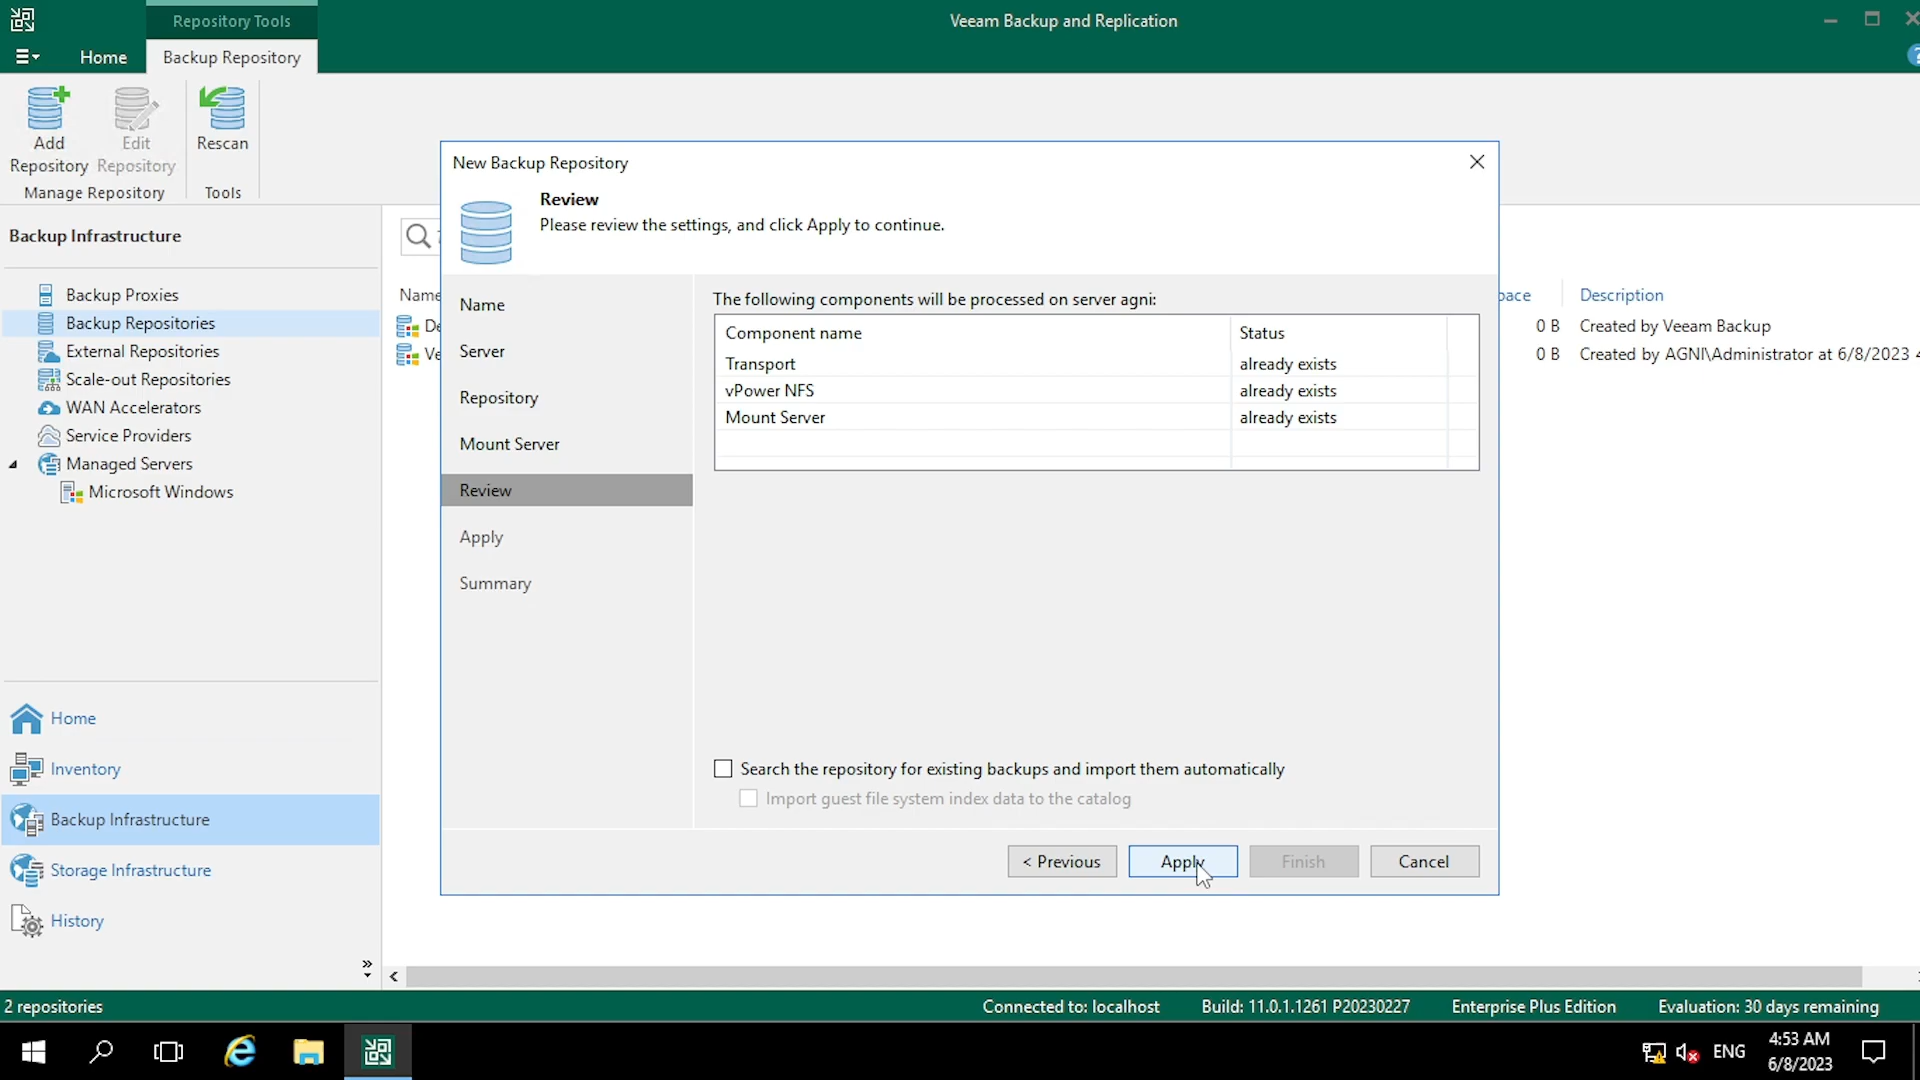 Repository Tools
Veeam Backup and Replication
Home
Backup Repository
Add Repository
Edit Repository
Rescan
Manage Repository
Tools
Backup Infrastructure
Backup Proxies
Backup Repositories
External Repositories
Scale-out Repositories
WAN Accelerators
Service Providers
Managed Servers
Microsoft Windows
Home
Inventory
Backup Infrastructure
Storage Infrastructure
History
Name
Description
0 B Created by Veeam Backup
0 B Created by AGNI\Administrator at 6/8/2023
New Backup Repository
Review
Please review the settings, and click Apply to continue.
Name
Server
Repository
Mount Server
Review
Apply
Summary
The following components will be processed on server agni:
Component name Status
Transport already exists
vPower NFS already exists
Mount Server already exists
Search the repository for existing backups and import them automatically
Import guest file system index data to the catalog
< Previous
Apply
Finish
Cancel
2 repositories
Connected to: localhost
Build: 11.0.1.1261 P20230227
Enterprise Plus Edition
Evaluation: 30 days remaining
ENG
4:53 AM
6/8/2023